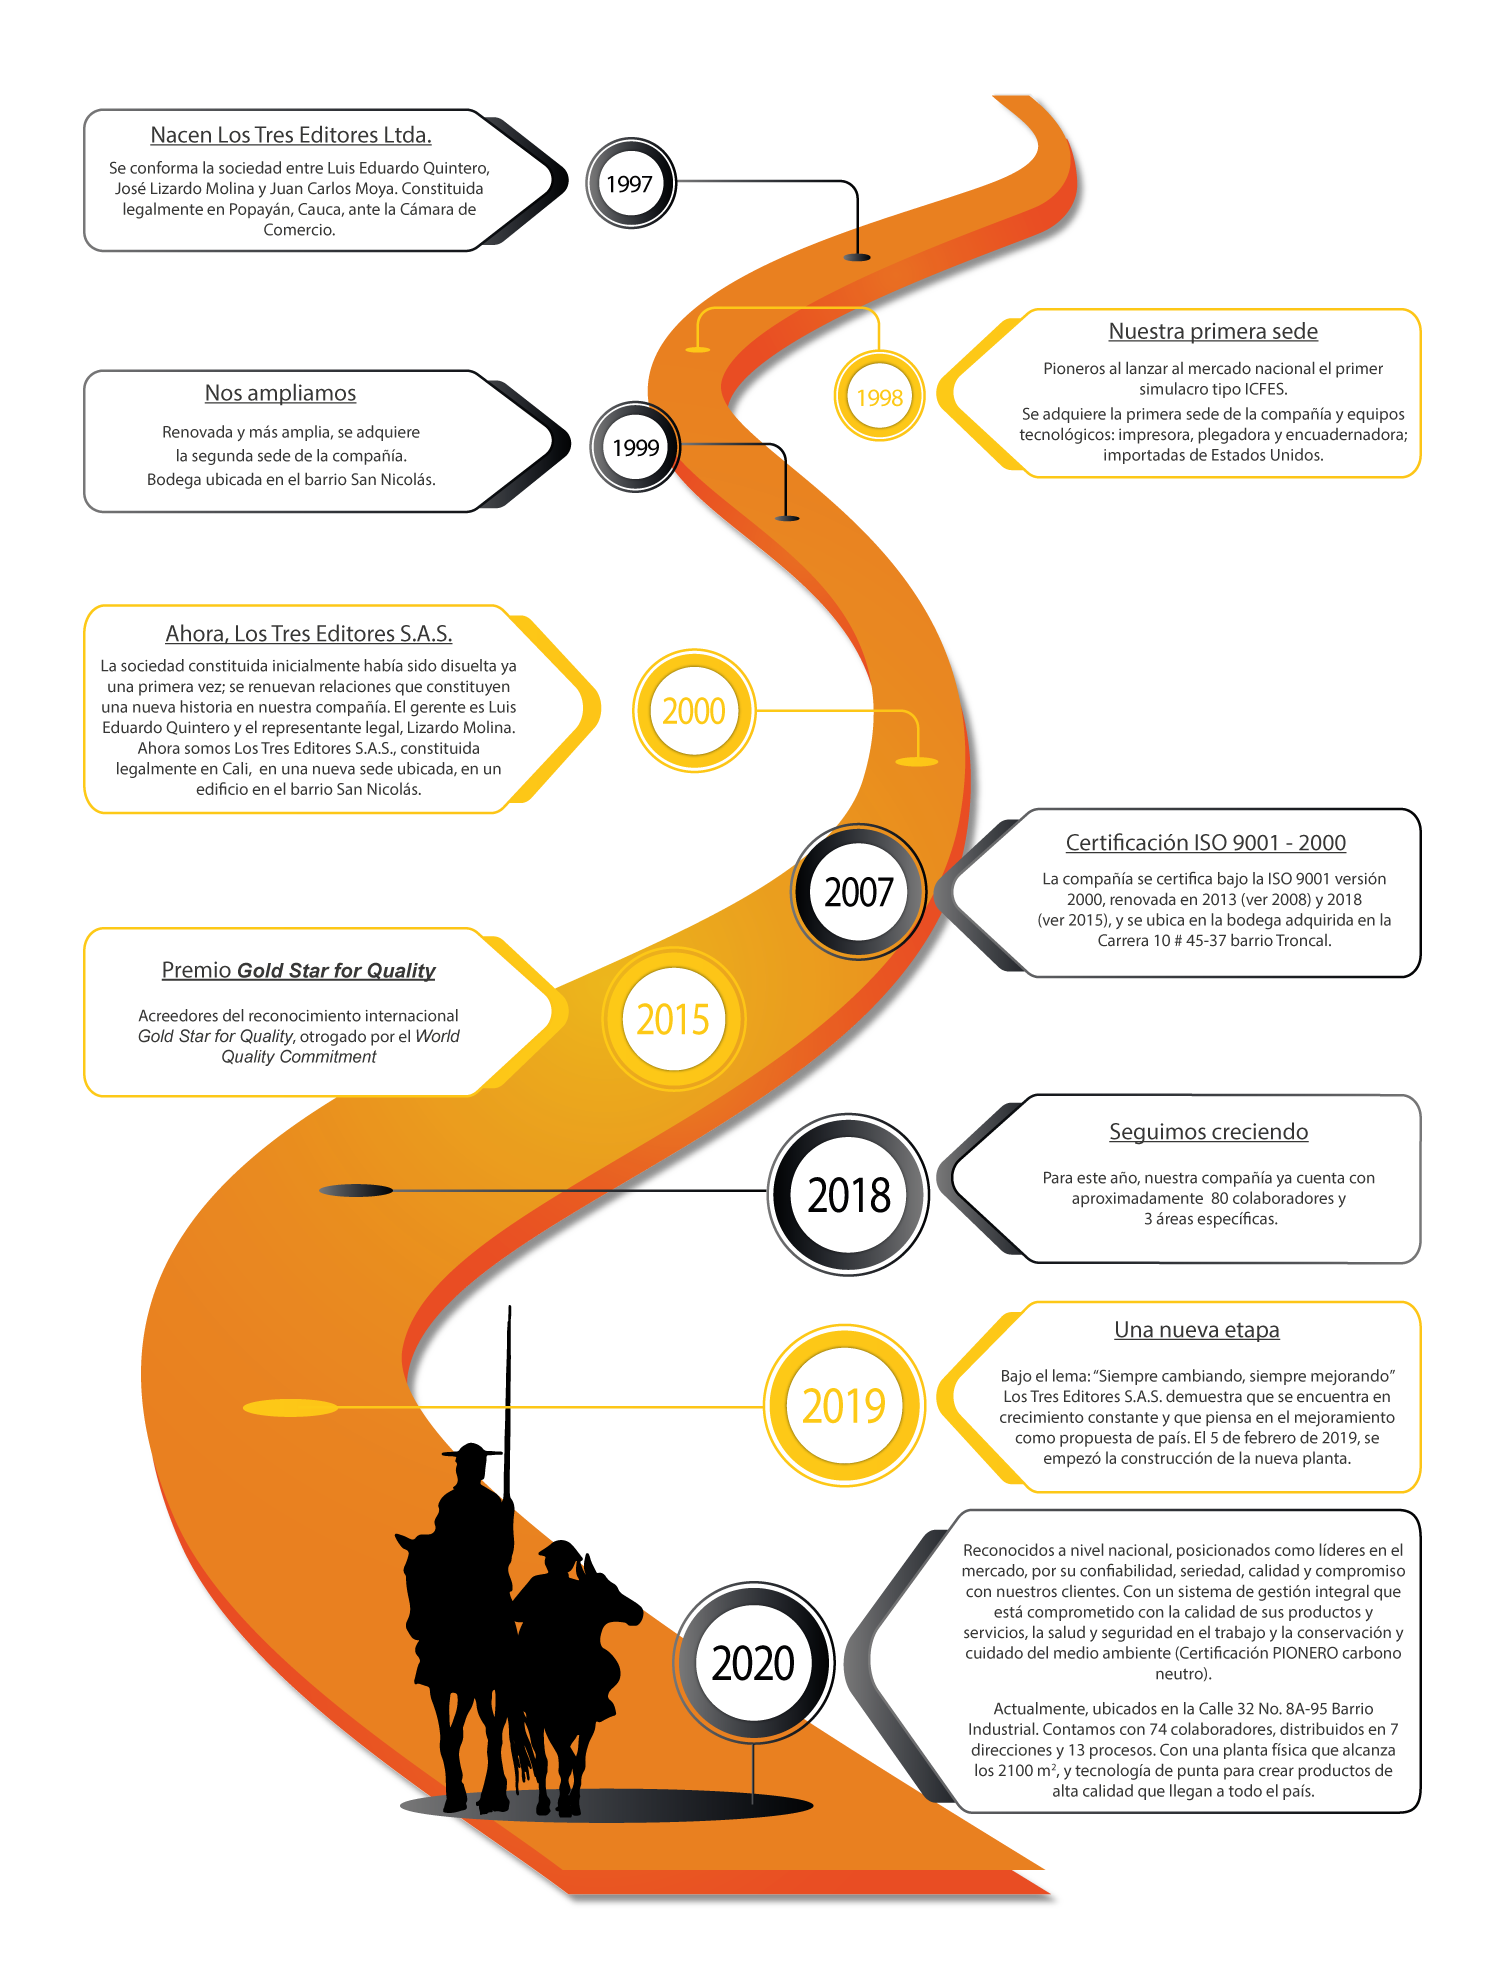 Nacen Los Tres Editores Ltda.
Se conforma la sociedad entre Luis Eduardo Quintero,
José Lizardo Molina y Juan Carlos Moya. Constituida
legalmente en Popayán, Cauca, ante la Cámara de
Comercio.
1997
Nuestra primera sede
Pioneros al lanzar al mercado nacional el primer
simulacro tipo ICFES.
Se adquiere la primera sede de la compañía y equipos
tecnológicos: impresora, plegadora y encuadernadora;
importadas de Estados Unidos.
1998
Nos ampliamos
Renovada y más amplia, se adquiere
la segunda sede de la compañía.
Bodega ubicada en el barrio San Nicolás.
1999
Ahora, Los Tres Editores S.A.S.
La sociedad constituida inicialmente había sido disuelta ya
una primera vez; se renuevan relaciones que constituyen
una nueva historia en nuestra compañía. El gerente es Luis
Eduardo Quintero y el representante legal, Lizardo Molina.
Ahora somos Los Tres Editores S.A.S., constituida
legalmente en Cali, en una nueva sede ubicada, en un
edificio en el barrio San Nicolás.
2000
Certificación ISO 9001 - 2000
La compañía se certifica bajo la ISO 9001 versión
2000, renovada en 2013 (ver 2008) y 2018
(ver 2015), y se ubica en la bodega adquirida en la
Carrera 10 # 45-37 barrio Troncal.
2007
Premio Gold Star for Quality
Acreedores del reconocimiento internacional
Gold Star for Quality, otrogado por el World
Quality Commitment
2015
Seguimos creciendo
Para este año, nuestra compañía ya cuenta con
aproximadamente 80 colaboradores y
3 áreas específicas.
2018
Una nueva etapa
Bajo el lema: “Siempre cambiando, siempre mejorando”
Los Tres Editores S.A.S. demuestra que se encuentra en
crecimiento constante y que piensa en el mejoramiento
como propuesta de país. El 5 de febrero de 2019, se
empezó la construcción de la nueva planta.
2019
Reconocidos a nivel nacional, posicionados como líderes en el
mercado, por su confiabilidad, seriedad, calidad y compromiso
con nuestros clientes. Con un sistema de gestión integral que
está comprometido con la calidad de sus productos y
servicios, la salud y seguridad en el trabajo y la conservación y
cuidado del medio ambiente (Certificación PIONERO carbono
neutro).
Actualmente, ubicados en la Calle 32 No. 8A-95 Barrio
Industrial. Contamos con 74 colaboradores, distribuidos en 7
direcciones y 13 procesos. Con una planta física que alcanza
los 2100 m², y tecnología de punta para crear productos de
alta calidad que llegan a todo el país.
2020